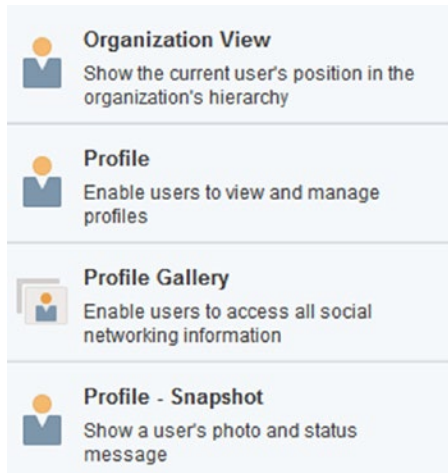 Organization View
Show the current user's position in the
organization's hierarchy
Profile
Enable users to view and manage
profiles
Profile Gallery
Enable users to access all social
networking information
Profile - Snapshot
Show a user's photo and status
message